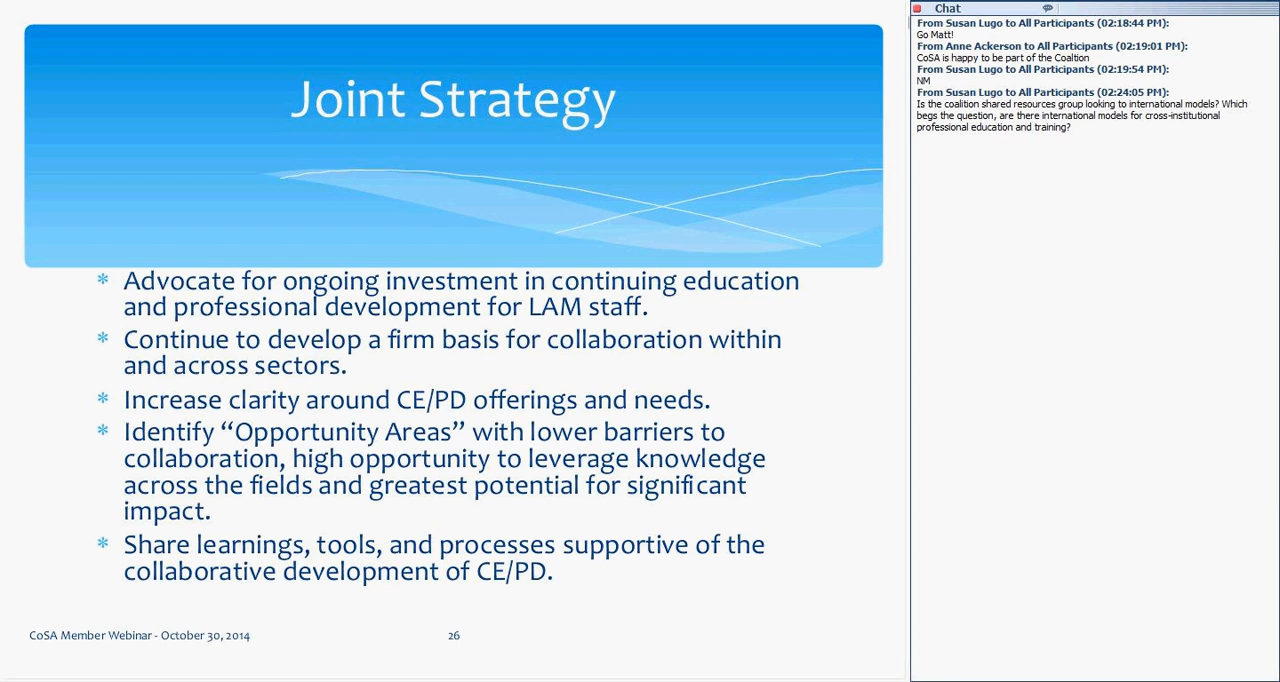 Joint Strategy
* Advocate for ongoing investment in continuing education
and professional development for LAM staff.
* Continue to develop a firm basis for collaboration within
and across sectors.
* Increase clarity around CE/PD offerings and needs.
* Identify “Opportunity Areas” with lower barriers to
collaboration, high opportunity to leverage knowledge
across the fields and greatest potential for significant
impact.
* Share learnings, tools, and processes supportive of the
collaborative development of CE/PD.
CoSA Member Webinar - October 30, 2014
26
Chat
From Susan Lugo to All Participants (02:18:44 PM):
Go Matt!
From Anne Ackerson to All Participants (02:19:01 PM):
CoSA is happy to be part of the Coaltion
From Susan Lugo to All Participants (02:19:54 PM):
NM
From Susan Lugo to All Participants (02:24:05 PM):
Is the coalition shared resources group looking to international models? Which
begs the question, are there international models for cross-institutional
professional education and training?